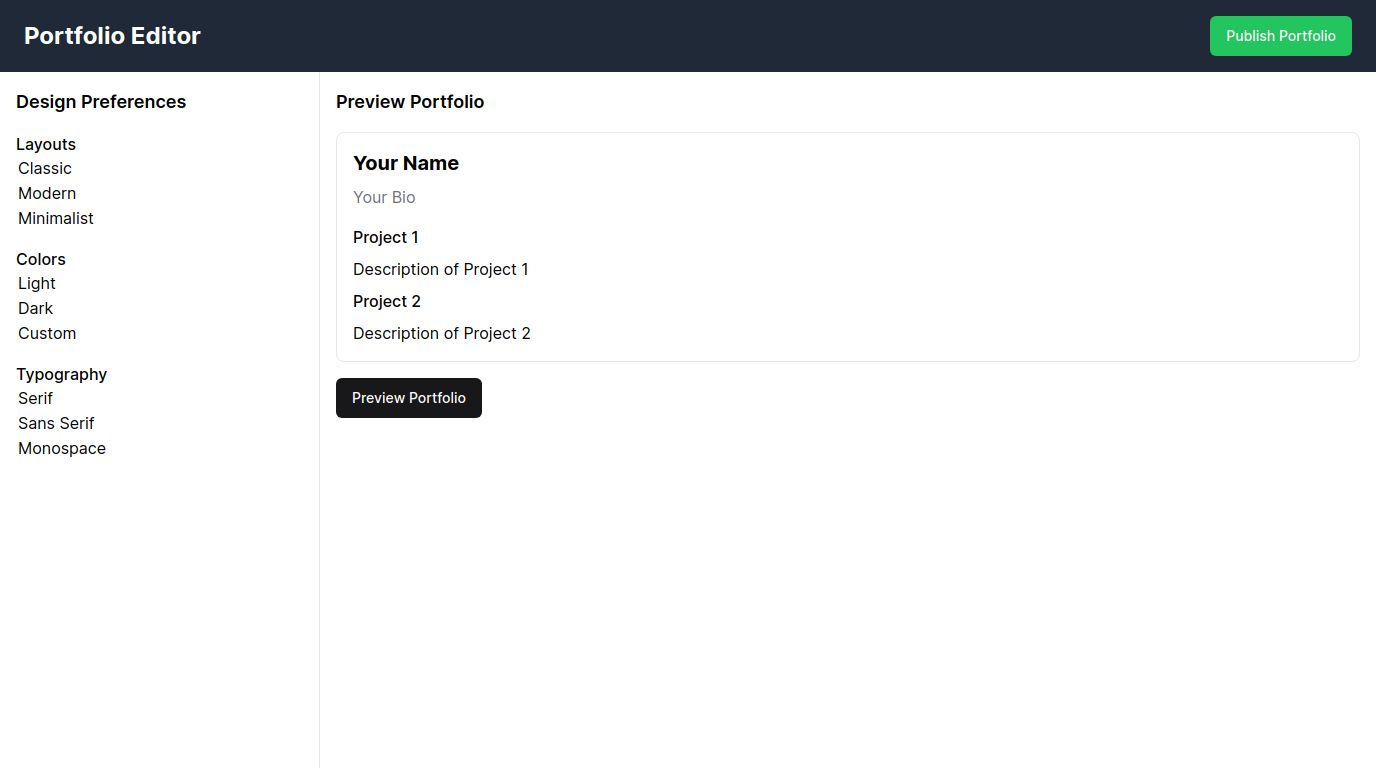 Portfolio Editor
Publish Portfolio
Design Preferences
Layouts
Classic
Modern
Minimalist
Colors
Light
Dark
Custom
Typography
Serif
Sans Serif
Monospace
Preview Portfolio
Your Name
Your Bio
Project 1
Description of Project 1
Project 2
Description of Project 2
Preview Portfolio